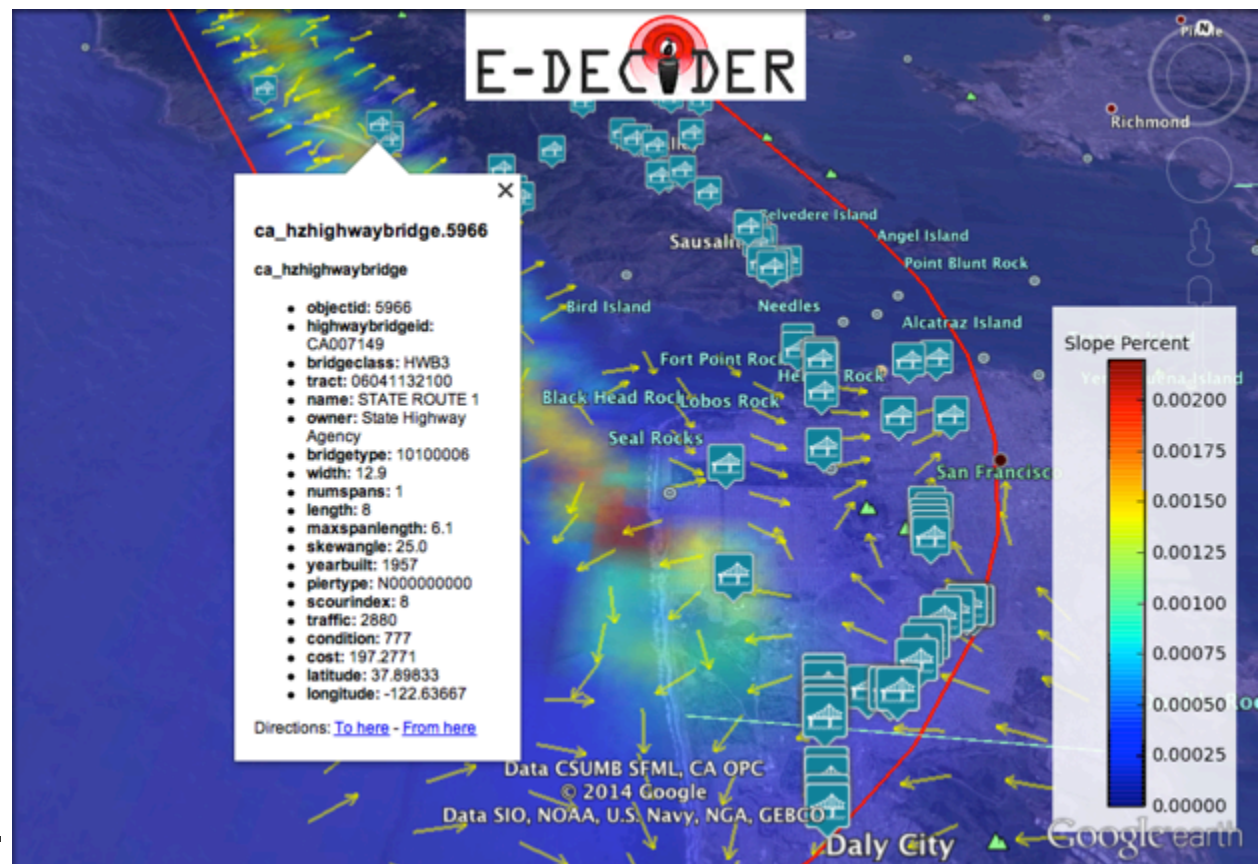 E-DECIDER
N
Richmond
Belvedere Island
Angel Island
Point Blunt Rock
Bird Island
Needles
Alcatraz Island
Fort Point Rock
Black Head Rock
Lobos Rock
Seal Rocks
San Francisco
ca_hzhighwaybridge.5966
ca_hzhighwaybridge
objectid: 5966
highwaybridgeid:
CA007149
bridgeclass: HWB3
tract: 06041132100
name: STATE ROUTE 1
owner: State Highway
Agency
bridgetype: 10100006
width: 12.9
numspans: 1
length: 8
maxspanlength: 6.1
skewangle: 25.0
yearbuilt: 1957
piertype: N000000000
scourindex: 8
traffic: 2880
condition: 777
cost: 197.2771
latitude: 37.89833
longitude: -122.63667
Directions: To here - From here
Slope Percent
0.00200
0.00175
0.00150
0.00125
0.00100
0.00075
0.00050
0.00025
0.00000
Data CSUMB SFML, CA OPC
© 2014 Google
Data SIO, NOAA, U.S. Navy, NGA, GEBCO
Daly City
Google earth